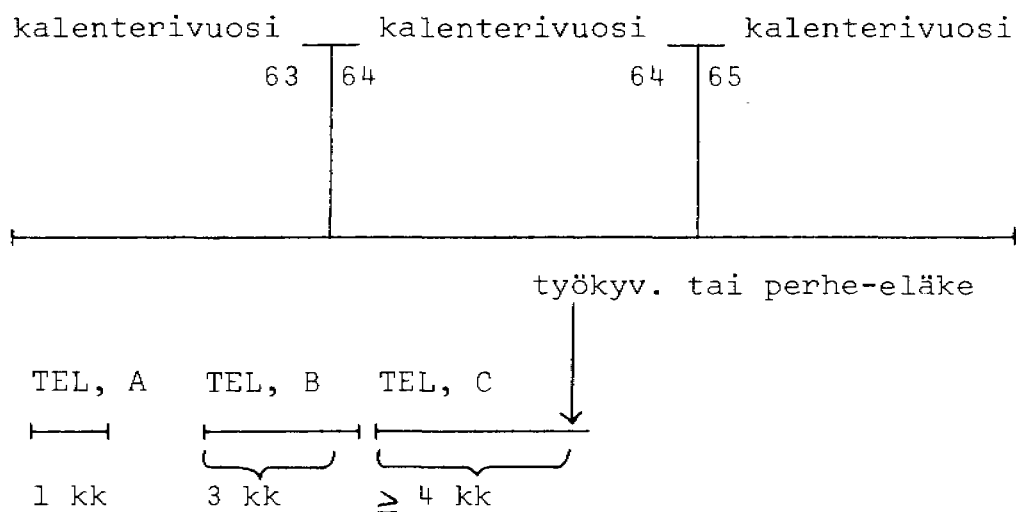 kalenterivuosi kalenterivuosi kalenterivuosi
63 64 64 65
työkyv. tai perhe-eläke
TEL, A TEL, B TEL, C
1 kk 3 kk ≥ 4 kk